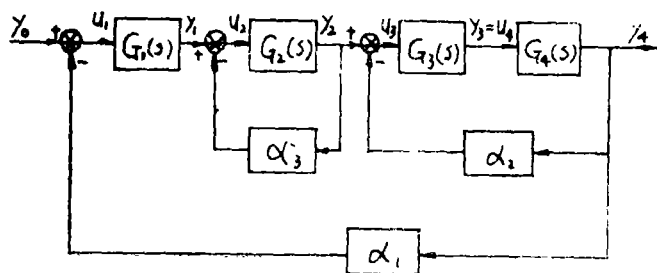 y₀ + - u₁ G₁(s) y₁ + - u₂ G₂(s) y₂ + - u₃ G₃(s) y₃=u₄ G₄(s) y₄
α₃ α₂
α₁